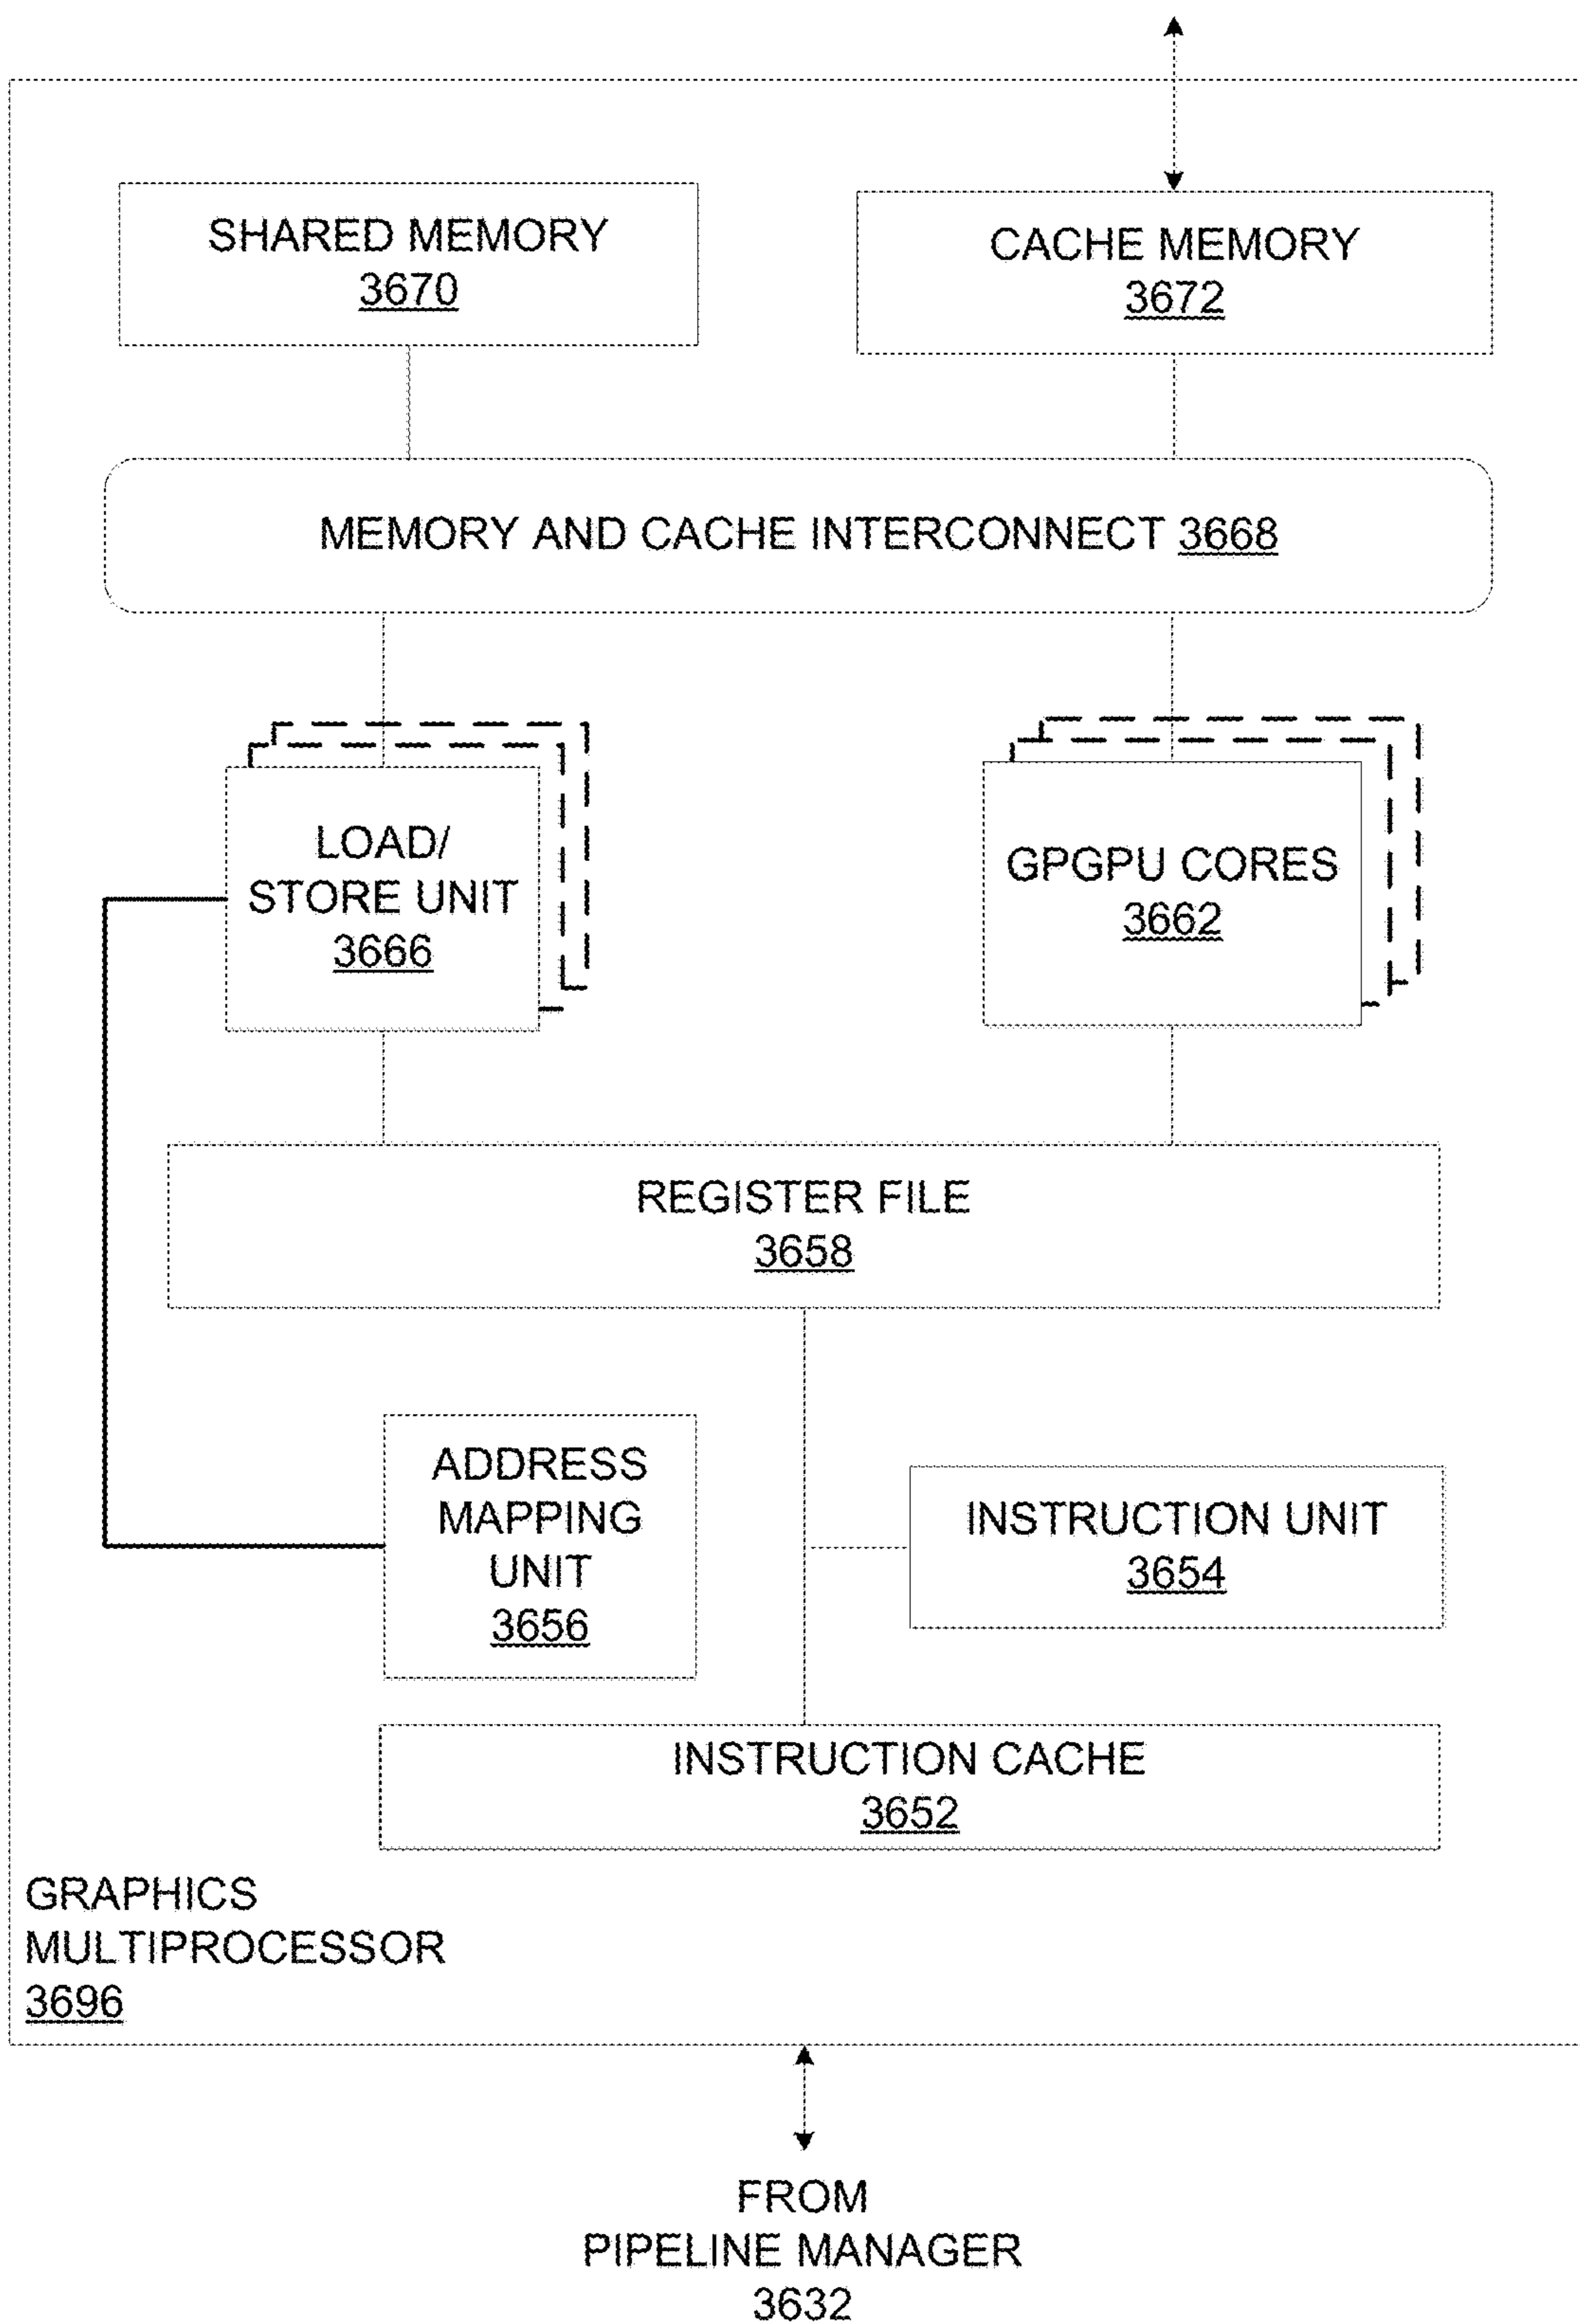 SHARED MEMORY
3670
CACHE MEMORY
3672
MEMORY AND CACHE INTERCONNECT 3668
LOAD/
STORE UNIT
3666
GPGPU CORES
3662
REGISTER FILE
3658
ADDRESS
MAPPING
UNIT
3656
INSTRUCTION UNIT
3654
INSTRUCTION CACHE
3652
GRAPHICS
MULTIPROCESSOR
3696
FROM
PIPELINE MANAGER
3632